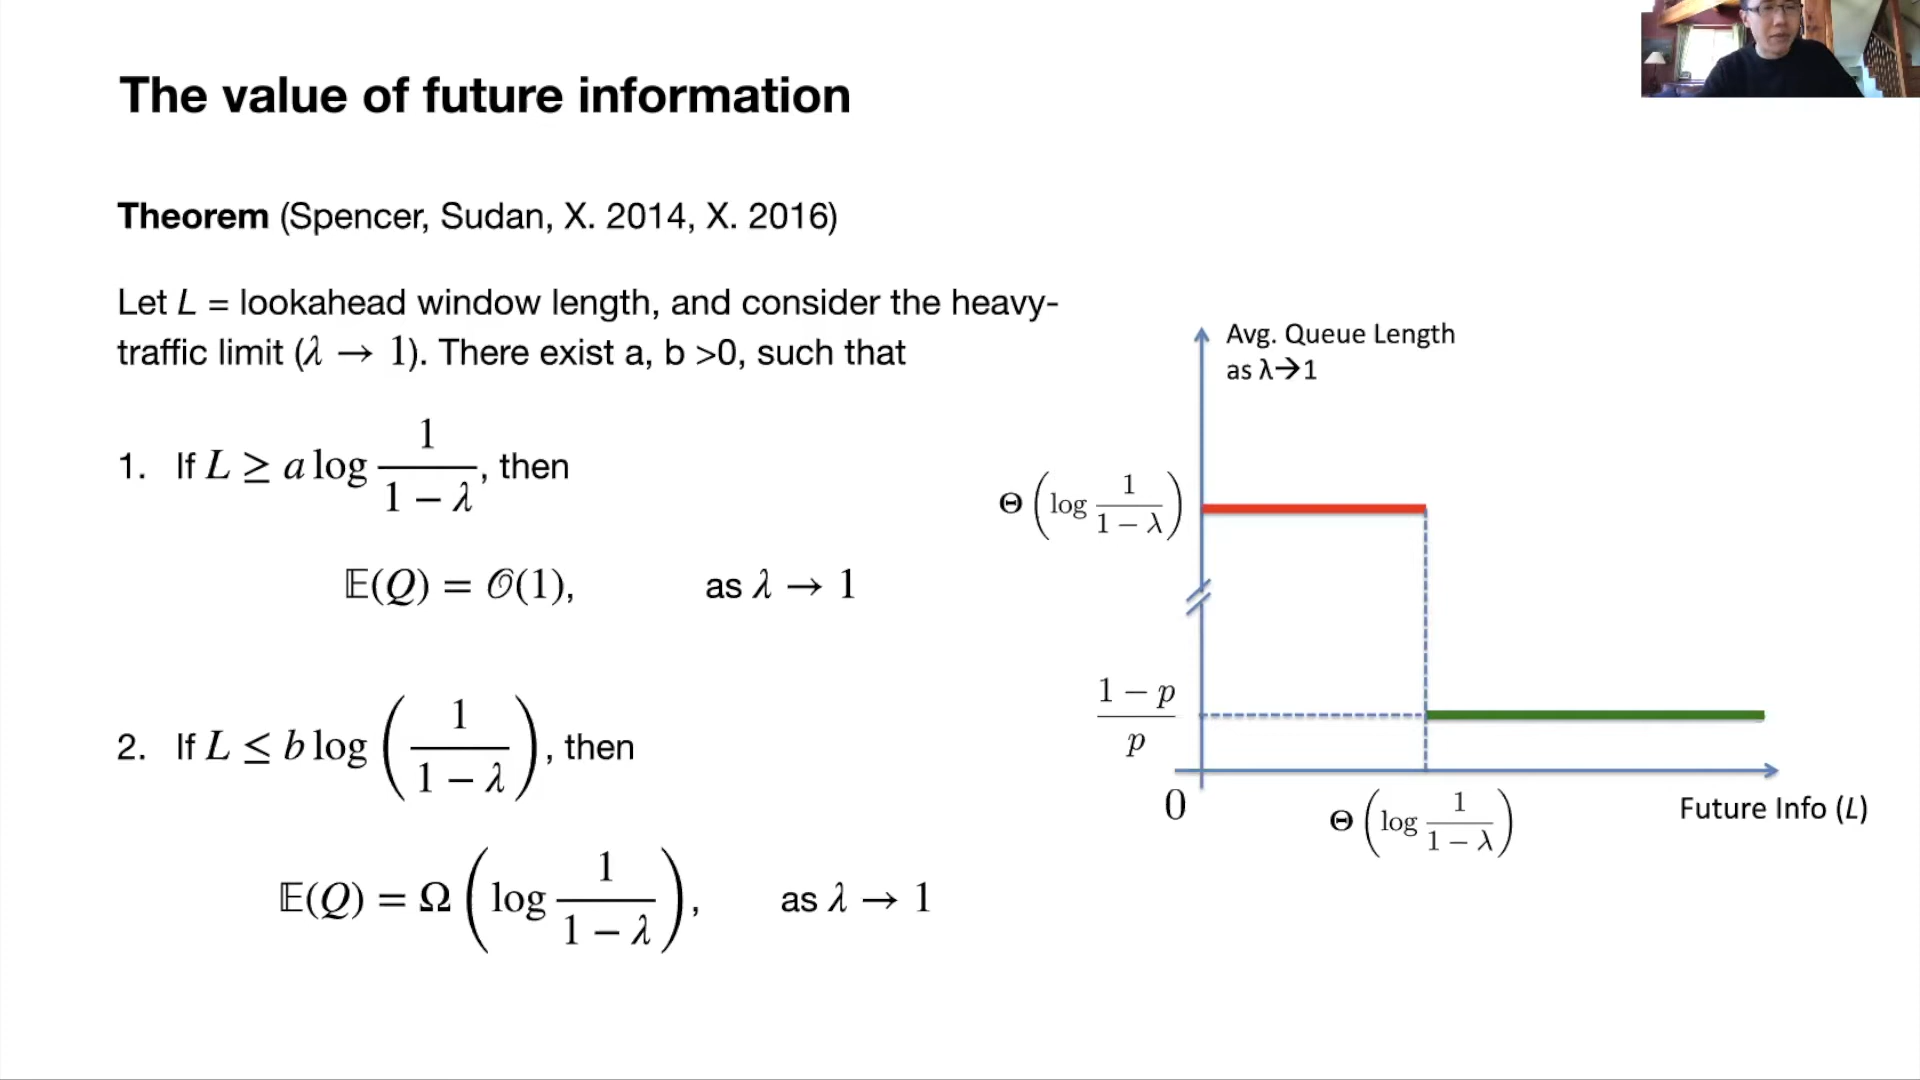 The value of future information
Theorem (Spencer, Sudan, X. 2014, X. 2016)
Let L = lookahead window length, and consider the heavy-
traffic limit (λ → 1). There exist a, b >0, such that
1. If L ≥ a log 1/(1 − λ), then
𝔼(Q) = 𝒪(1), as λ → 1
2. If L ≤ b log (1/(1 − λ)), then
𝔼(Q) = Ω (log 1/(1 − λ)), as λ → 1
Avg. Queue Length
as λ→1
Θ (log 1/(1 − λ))
(1 − p)/p
0
Θ (log 1/(1 − λ))
Future Info (L)